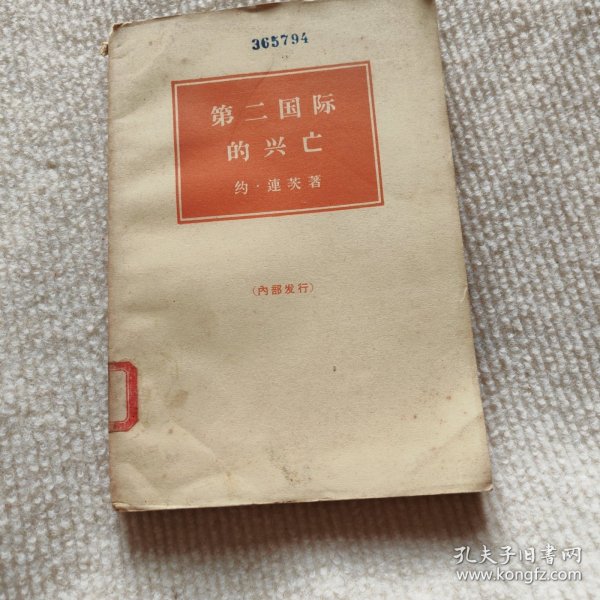 365794
第二国际
的兴亡
约·連茨著
(內部发行)
孔夫子旧书网
www.kongfz.com